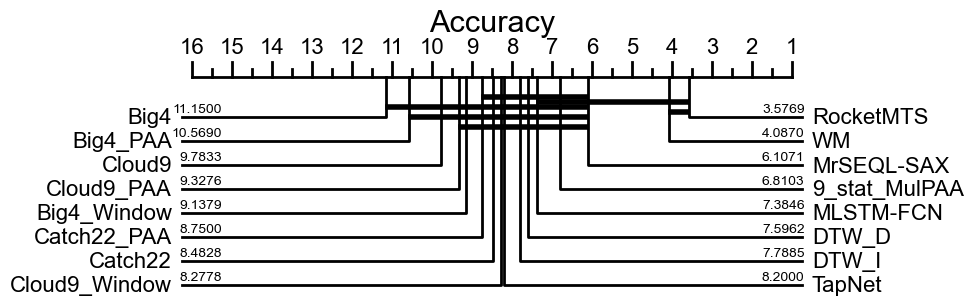 Accuracy
16 15 14 13 12 11 10 9 8 7 6 5 4 3 2 1
Big4 11.1500 3.5769 RocketMTS
Big4_PAA 10.5690 4.0870 WM
Cloud9 9.7833 6.1071 MrSEQL-SAX
Cloud9_PAA 9.3276 6.8103 9_stat_MulPAA
Big4_Window 9.1379 7.3846 MLSTM-FCN
Catch22_PAA 8.7500 7.5962 DTW_D
Catch22 8.4828 7.7885 DTW_I
Cloud9_Window 8.2778 8.2000 TapNet